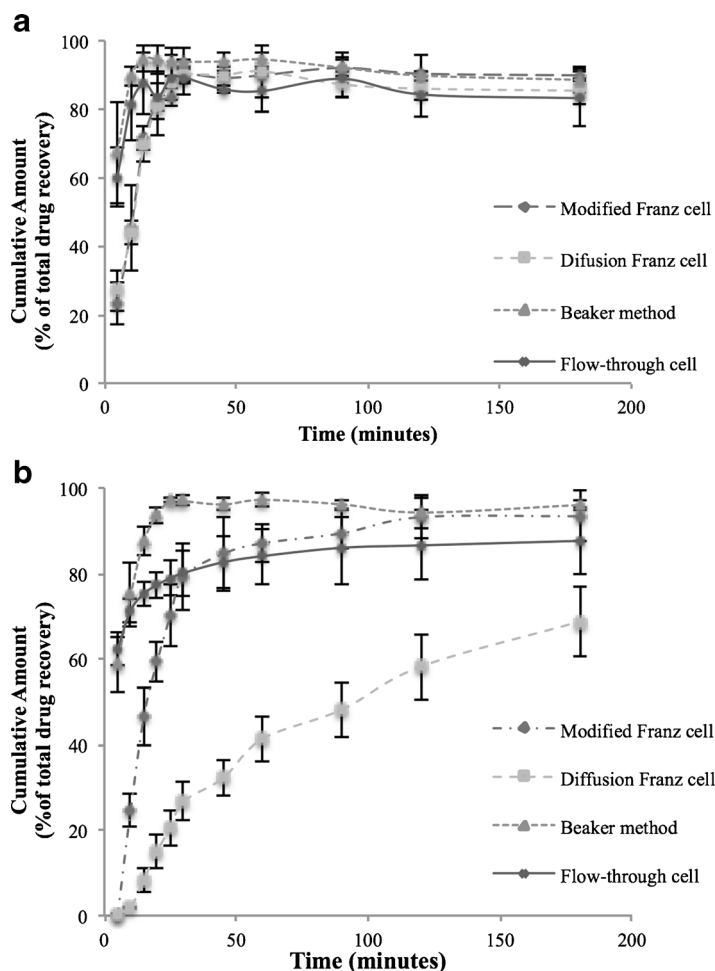 a
Cumulative Amount
(% of total drug recovery)
100
80
60
40
20
0
0 50 100 150 200
Time (minutes)
Modified Franz cell
Difusion Franz cell
Beaker method
Flow-through cell
b
Cumulative Amount
(%of total drug recovery)
100
80
60
40
20
0
0 50 100 150 200
Time (minutes)
Modified Franz cell
Diffusion Franz cell
Beaker method
Flow-through cell